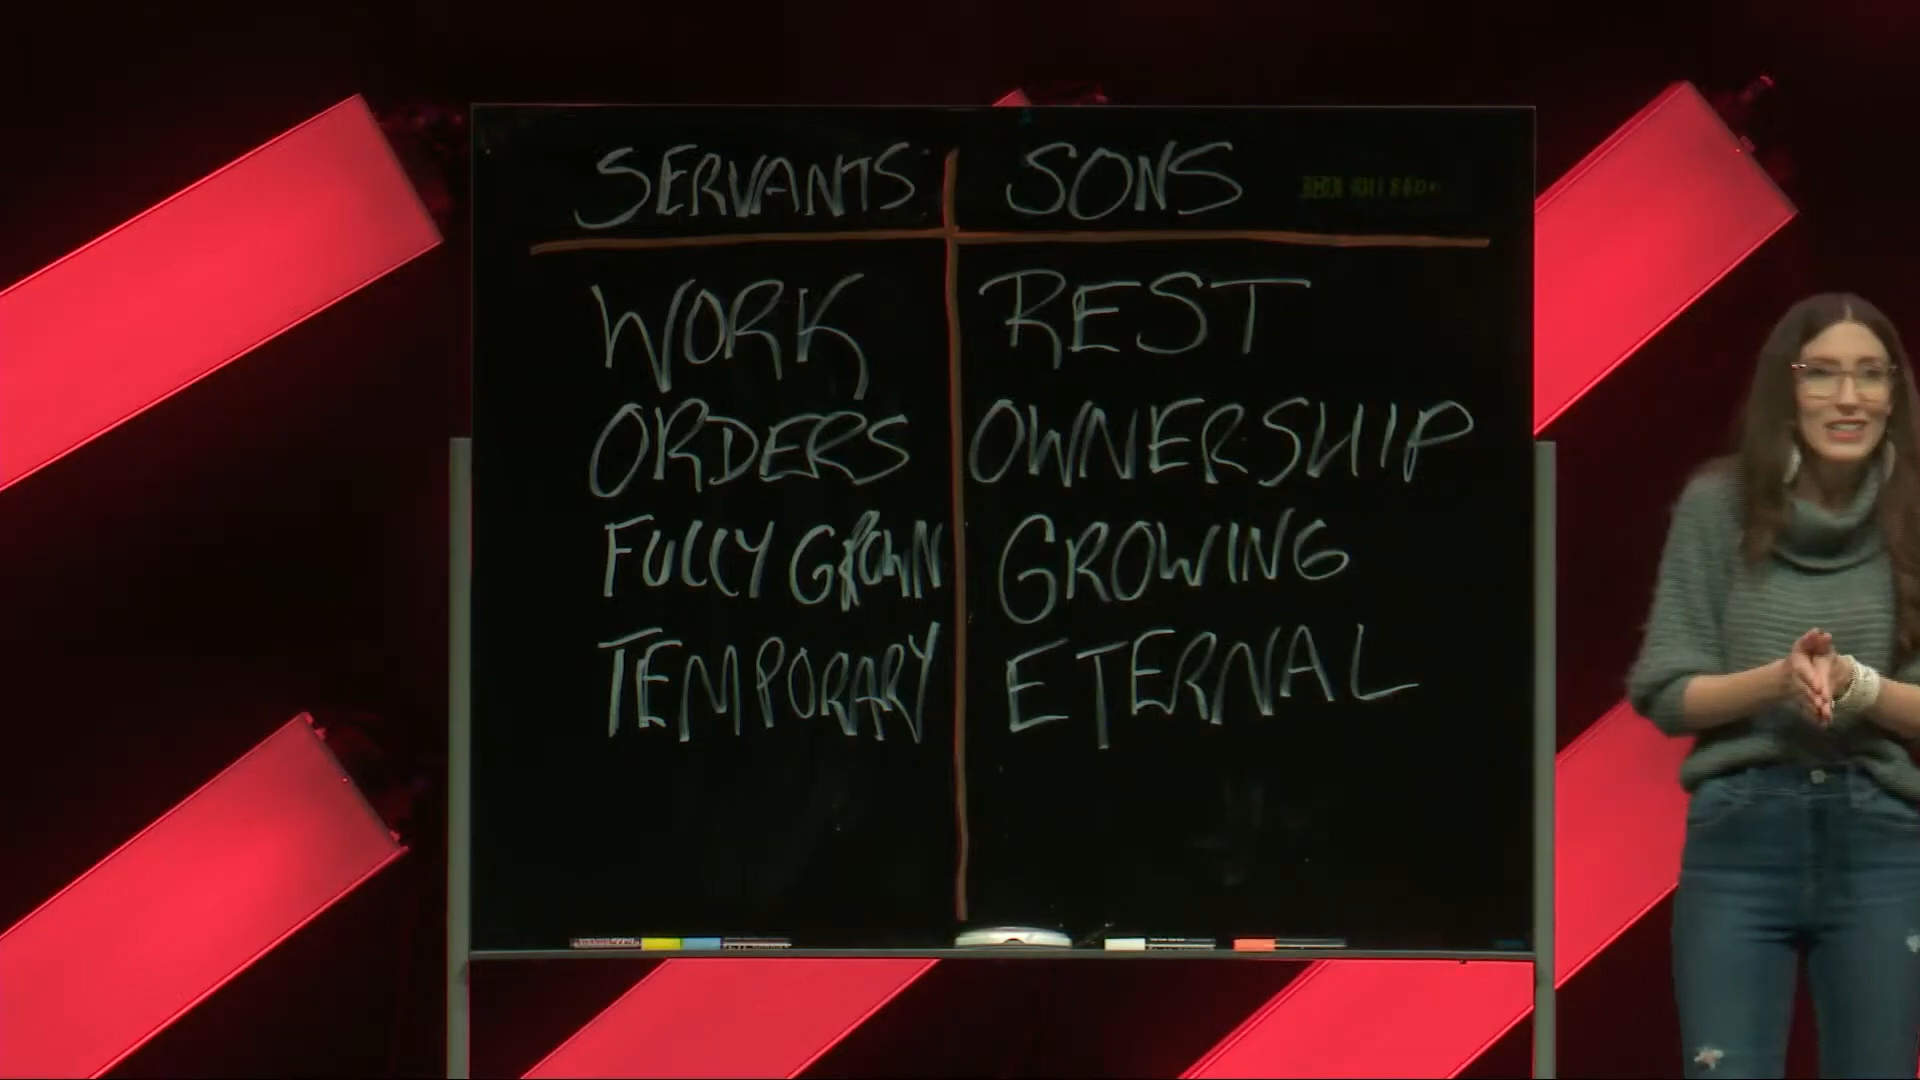 SERVANTS SONS
WORK REST
ORDERS OWNERSHIP
FULLY GROWN GROWING
TEMPORARY ETERNAL